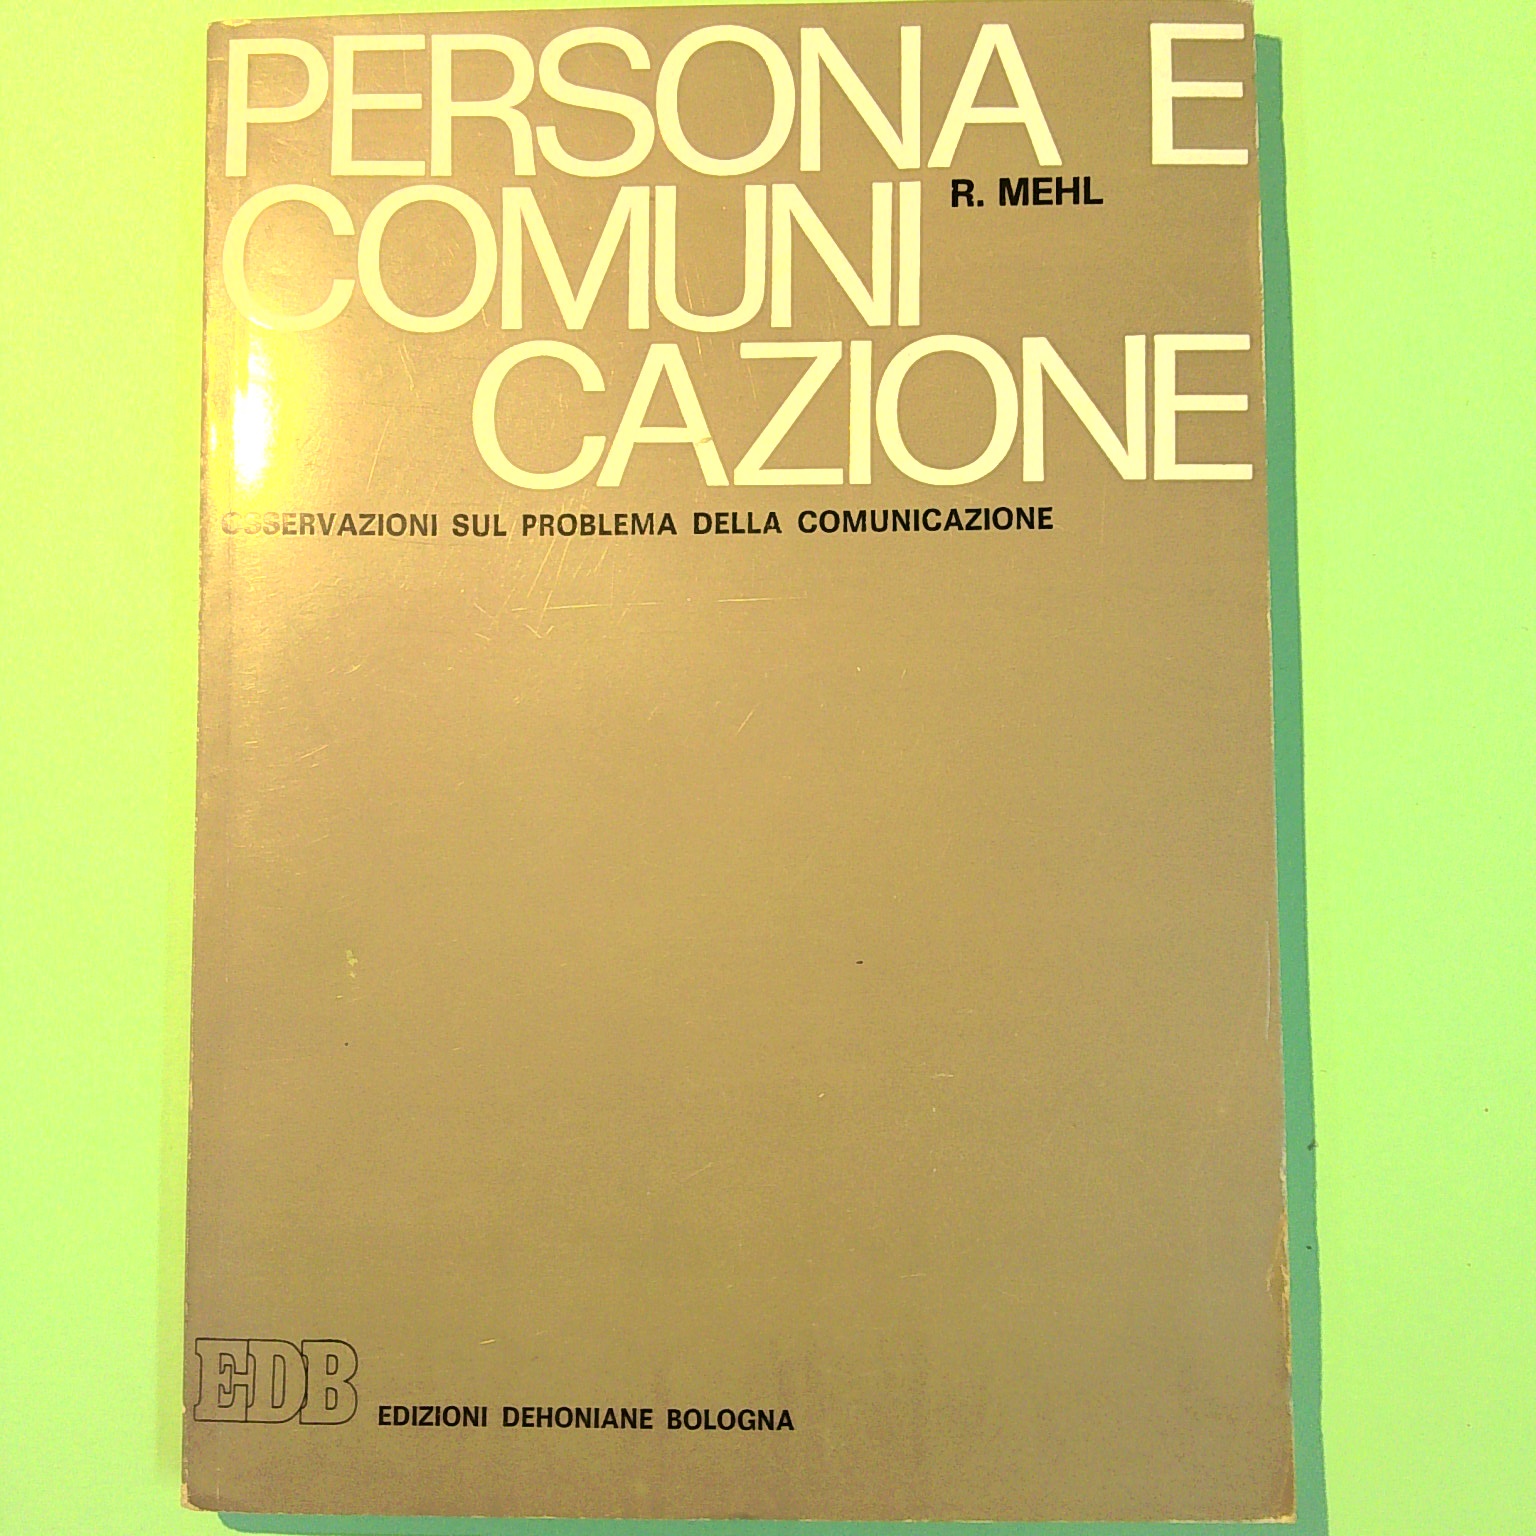 PERSONA E
R. MEHL
COMUNI
CAZIONE
OSSERVAZIONI SUL PROBLEMA DELLA COMUNICAZIONE
EDB
EDIZIONI DEHONIANE BOLOGNA